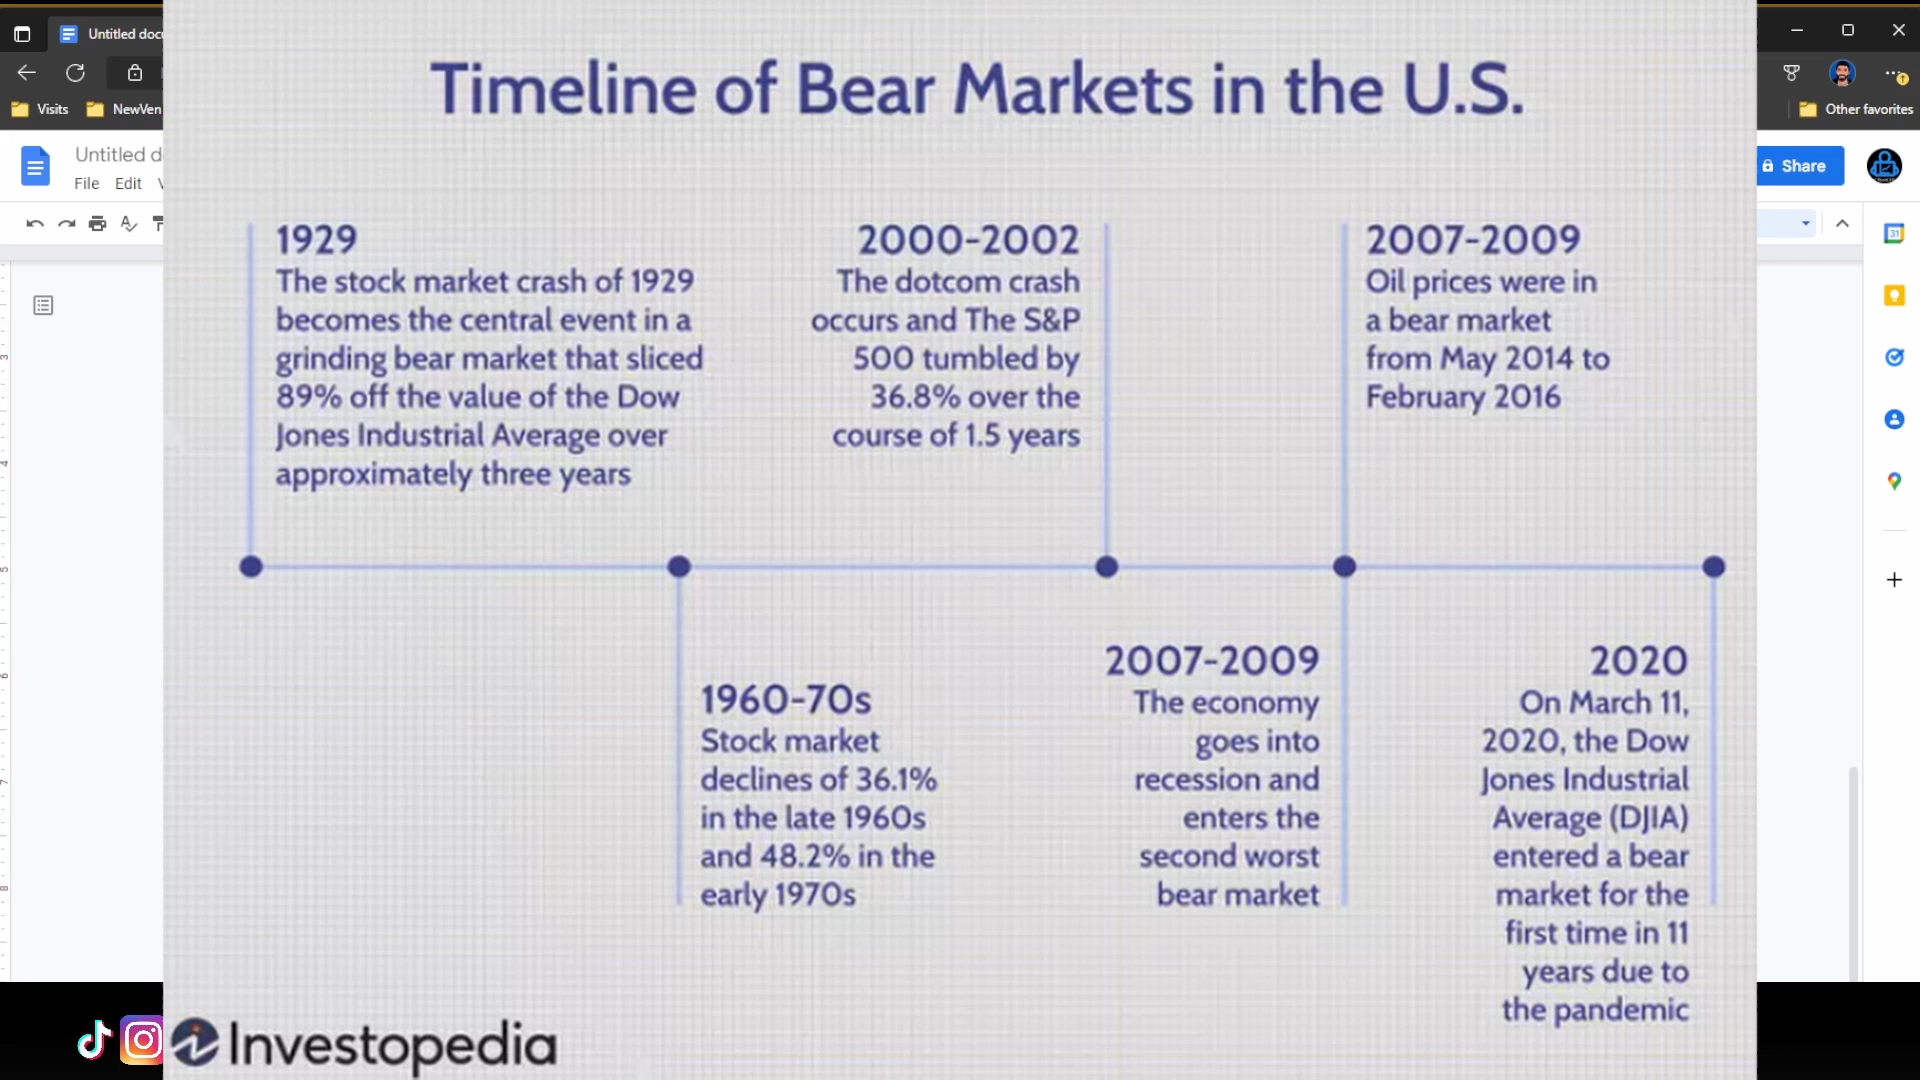 Untitled doc
Visits
NewVen
Other favorites
Untitled d
File Edit V
Share
31
Timeline of Bear Markets in the U.S.
1929
The stock market crash of 1929
becomes the central event in a
grinding bear market that sliced
89% off the value of the Dow
Jones Industrial Average over
approximately three years
2000-2002
The dotcom crash
occurs and The S&P
500 tumbled by
36.8% over the
course of 1.5 years
2007-2009
Oil prices were in
a bear market
from May 2014 to
February 2016
1960-70s
Stock market
declines of 36.1%
in the late 1960s
and 48.2% in the
early 1970s
2007-2009
The economy
goes into
recession and
enters the
second worst
bear market
2020
On March 11,
2020, the Dow
Jones Industrial
Average (DJIA)
entered a bear
market for the
first time in 11
years due to
the pandemic
Investopedia
3
4
5
6
7
8